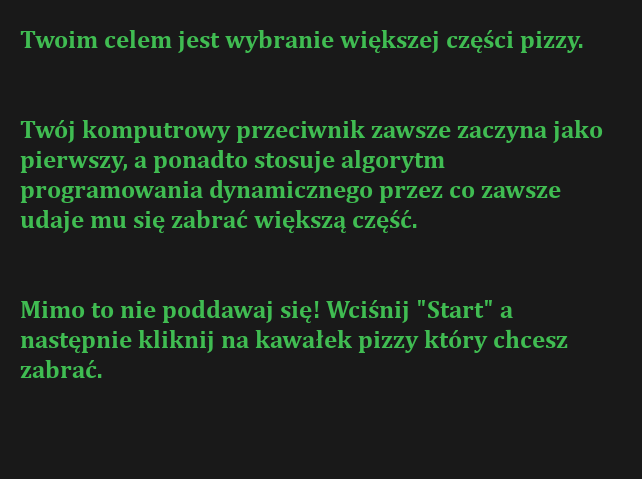 Twoim celem jest wybranie większej części pizzy.
Twój komputrowy przeciwnik zawsze zaczyna jako
pierwszy, a ponadto stosuje algorytm
programowania dynamicznego przez co zawsze
udaje mu się zabrać większą część.
Mimo to nie poddawaj się! Wciśnij "Start" a
następnie kliknij na kawałek pizzy który chcesz
zabrać.